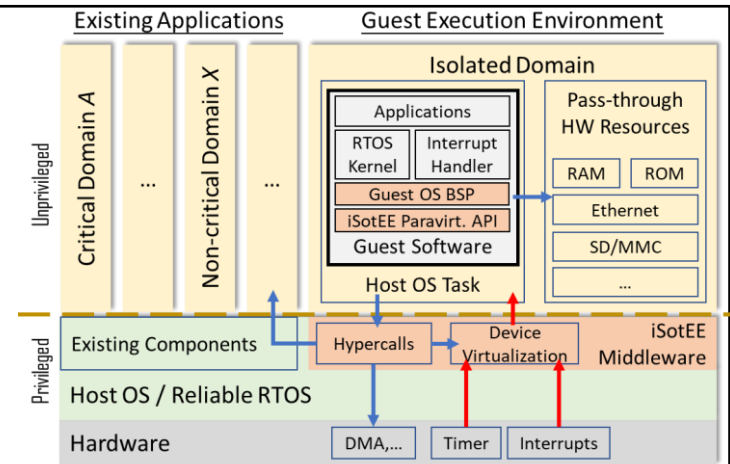 Existing Applications
Guest Execution Environment
Unprivileged
Critical Domain A
...
Non-critical Domain X
...
Isolated Domain
Applications
RTOS
Kernel
Interrupt
Handler
Guest OS BSP
iSotEE Paravirt. API
Guest Software
Host OS Task
Pass-through
HW Resources
RAM
ROM
Ethernet
SD/MMC
...
Privileged
Existing Components
Hypercalls
Device
Virtualization
iSotEE
Middleware
Host OS / Reliable RTOS
Hardware
DMA,...
Timer
Interrupts